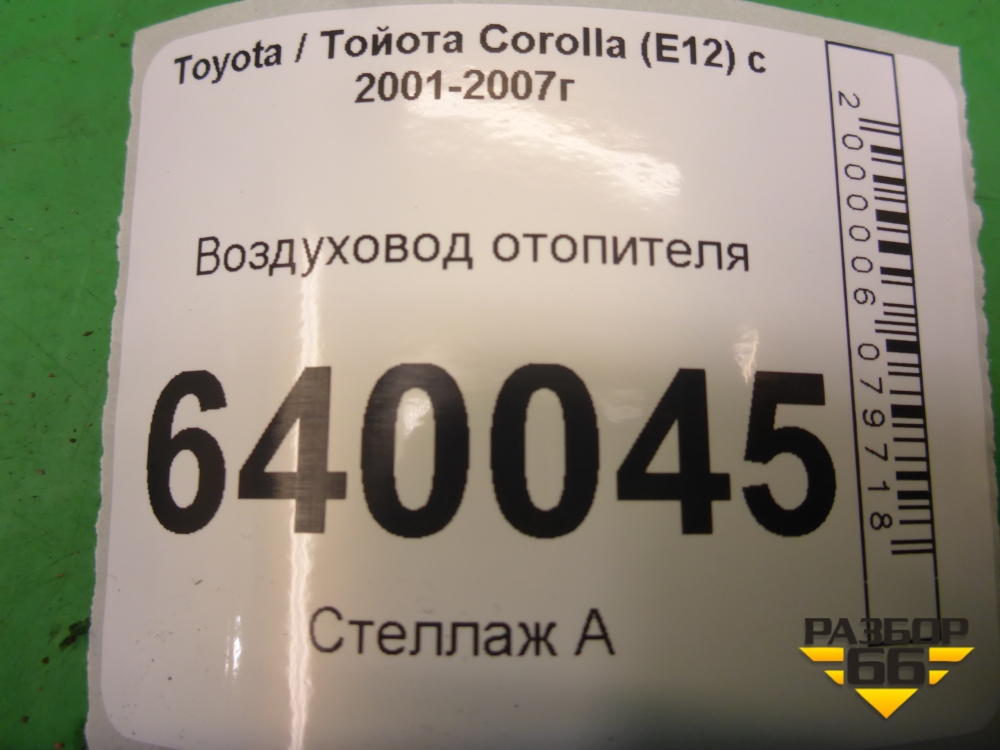 Toyota / Тойота Corolla (E12) с
2001-2007г
Воздуховод отопителя
640045
Стеллаж А
2000006079718
РАЗБОР
66